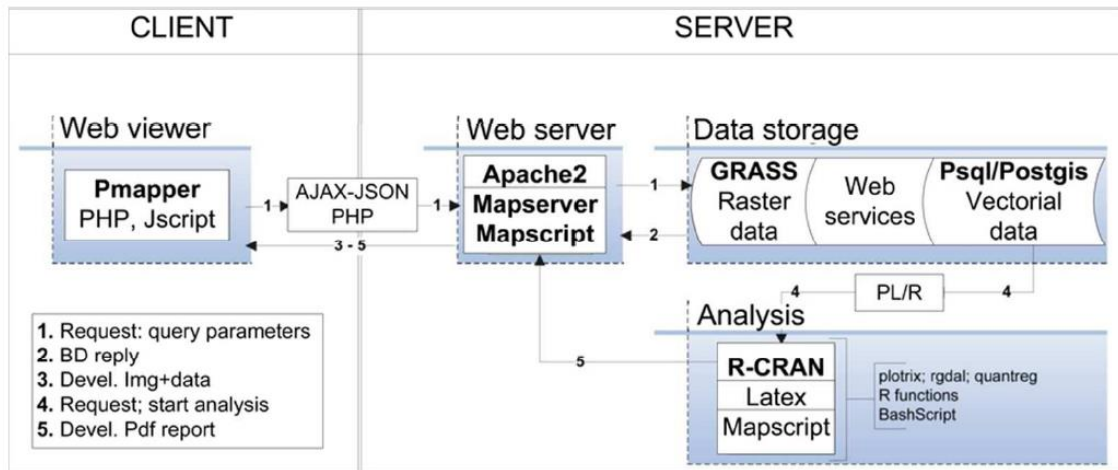 CLIENT
SERVER
Web viewer
Pmapper
PHP, Jscript
1
AJAX-JSON
PHP
1
3 - 5
Web server
Apache2
Mapserver
Mapscript
1
2
Data storage
GRASS
Raster
data
Web
services
Psql/Postgis
Vectorial
data
4
PL/R
4
Analysis
5
R-CRAN
Latex
Mapscript
plotrix; rgdal; quantreg
R functions
BashScript
1. Request: query parameters
2. BD reply
3. Devel. Img+data
4. Request; start analysis
5. Devel. Pdf report